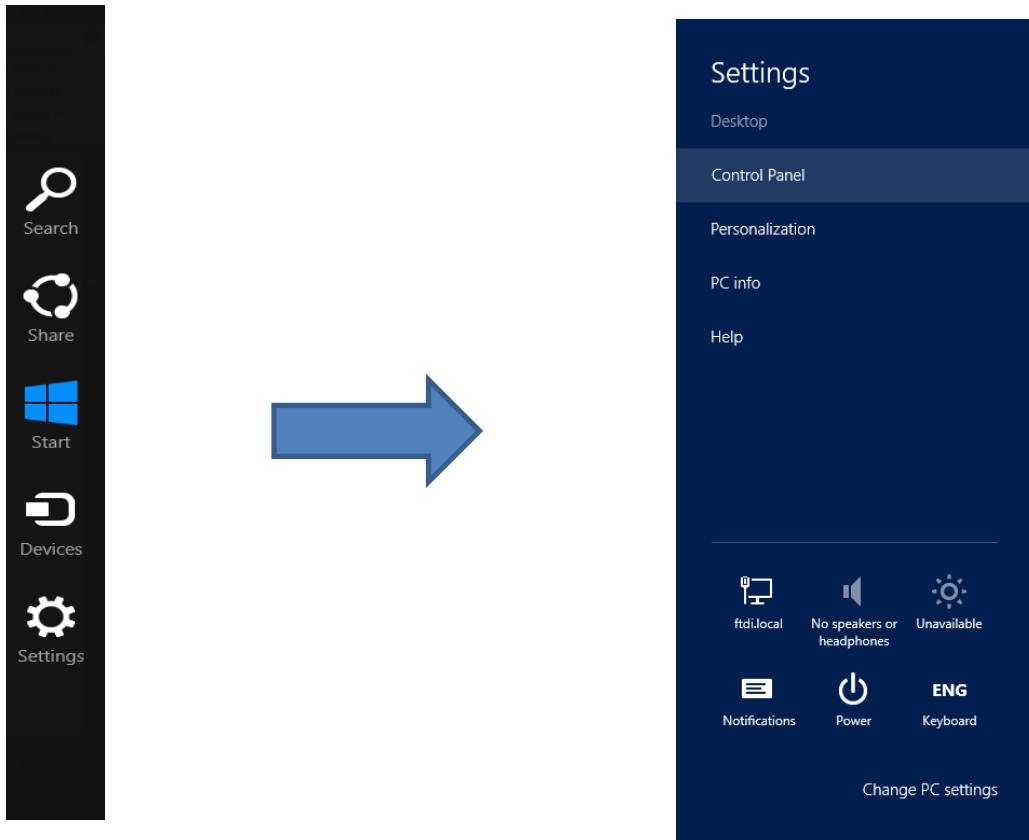 Search
Share
Start
Devices
Settings
Settings
Desktop
Control Panel
Personalization
PC info
Help
ftdi.local
No speakers or
headphones
Unavailable
Notifications
Power
ENG
Keyboard
Change PC settings